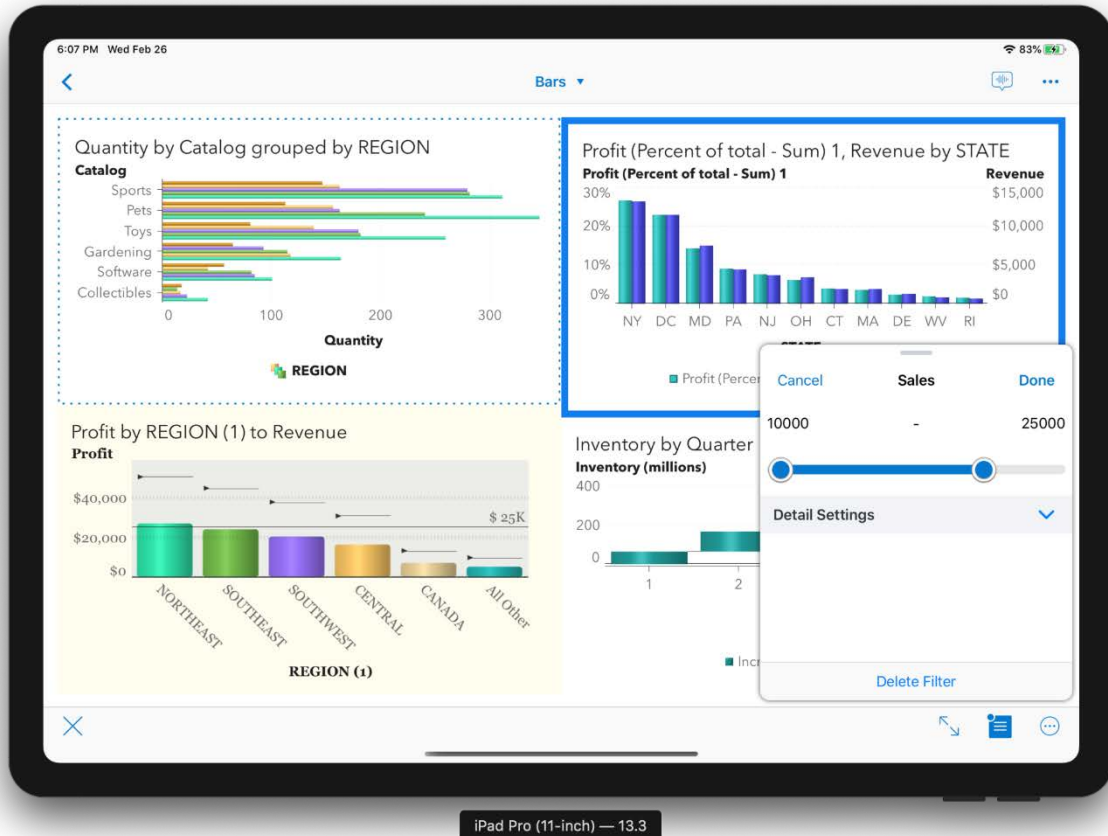 6:07 PM Wed Feb 26
83%
Bars
Quantity by Catalog grouped by REGION
Catalog
Sports
Pets
Toys
Gardening
Software
Collectibles
0 100 200 300
Quantity
REGION
Profit (Percent of total - Sum) 1, Revenue by STATE
Profit (Percent of total - Sum) 1 Revenue
30% $15,000
20% $10,000
10% $5,000
0% $0
NY DC MD PA NJ OH CT MA DE WV RI
STATE
Profit (Percer
Profit by REGION (1) to Revenue
Profit
$40,000
$ 25K
$20,000
$0
NORTHEAST SOUTHEAST SOUTHWEST CENTRAL CANADA All Other
REGION (1)
Inventory by Quarter
Inventory (millions)
400
200
0
1 2
Incr
Cancel Sales Done
10000 - 25000
Detail Settings
Delete Filter
iPad Pro (11-inch) — 13.3